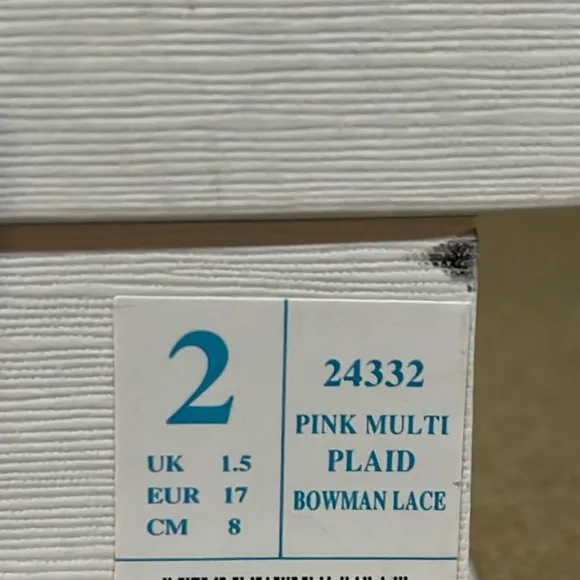 2
UK 1.5
EUR 17
CM 8
24332
PINK MULTI
PLAID
BOWMAN LACE